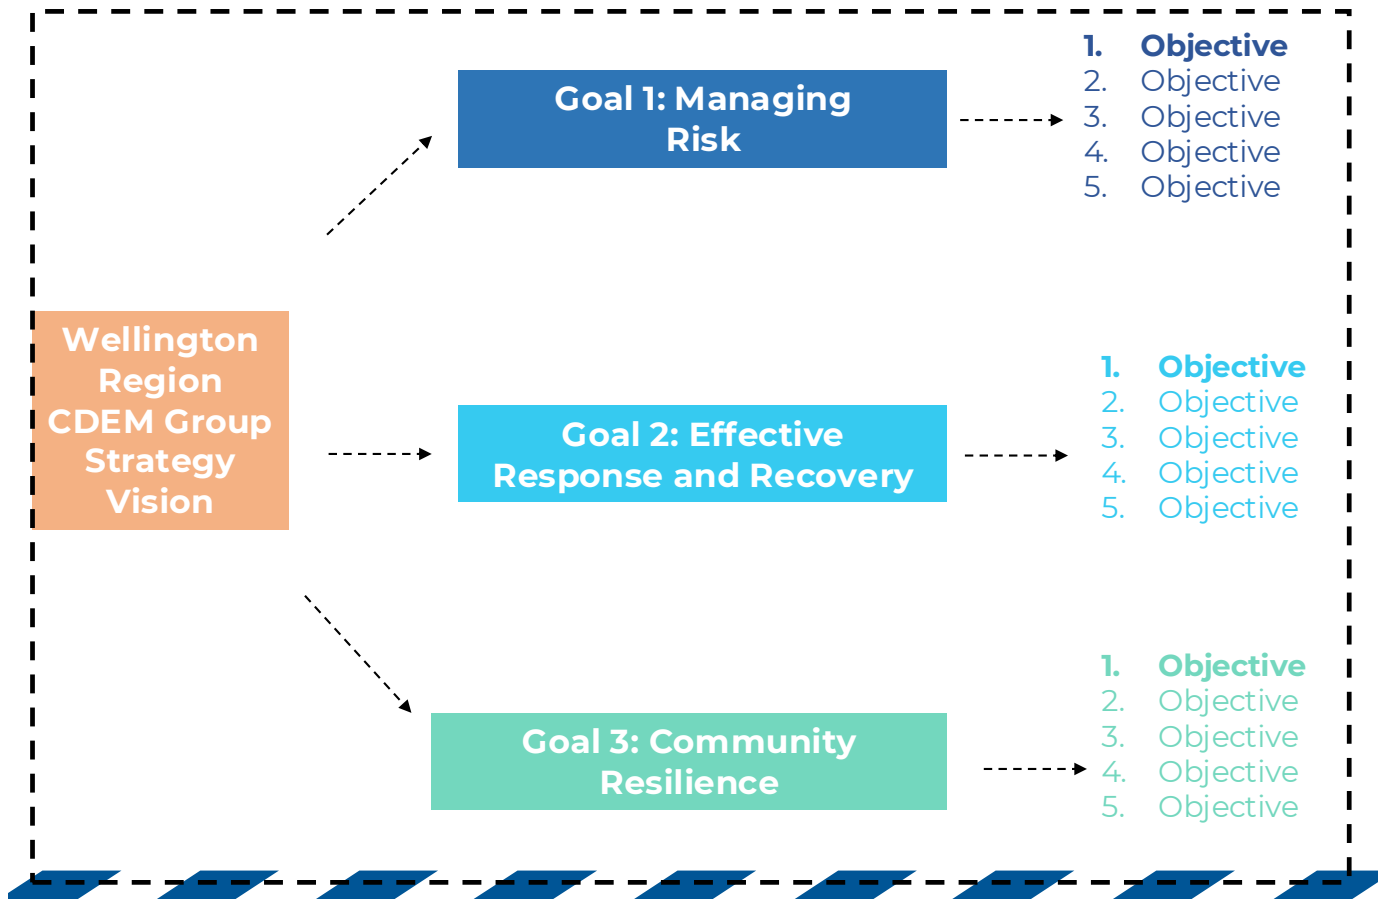 Wellington
Region
CDEM Group
Strategy
Vision
Goal 1: Managing
Risk
1. Objective
2. Objective
3. Objective
4. Objective
5. Objective
Goal 2: Effective
Response and Recovery
1. Objective
2. Objective
3. Objective
4. Objective
5. Objective
Goal 3: Community
Resilience
1. Objective
2. Objective
3. Objective
4. Objective
5. Objective